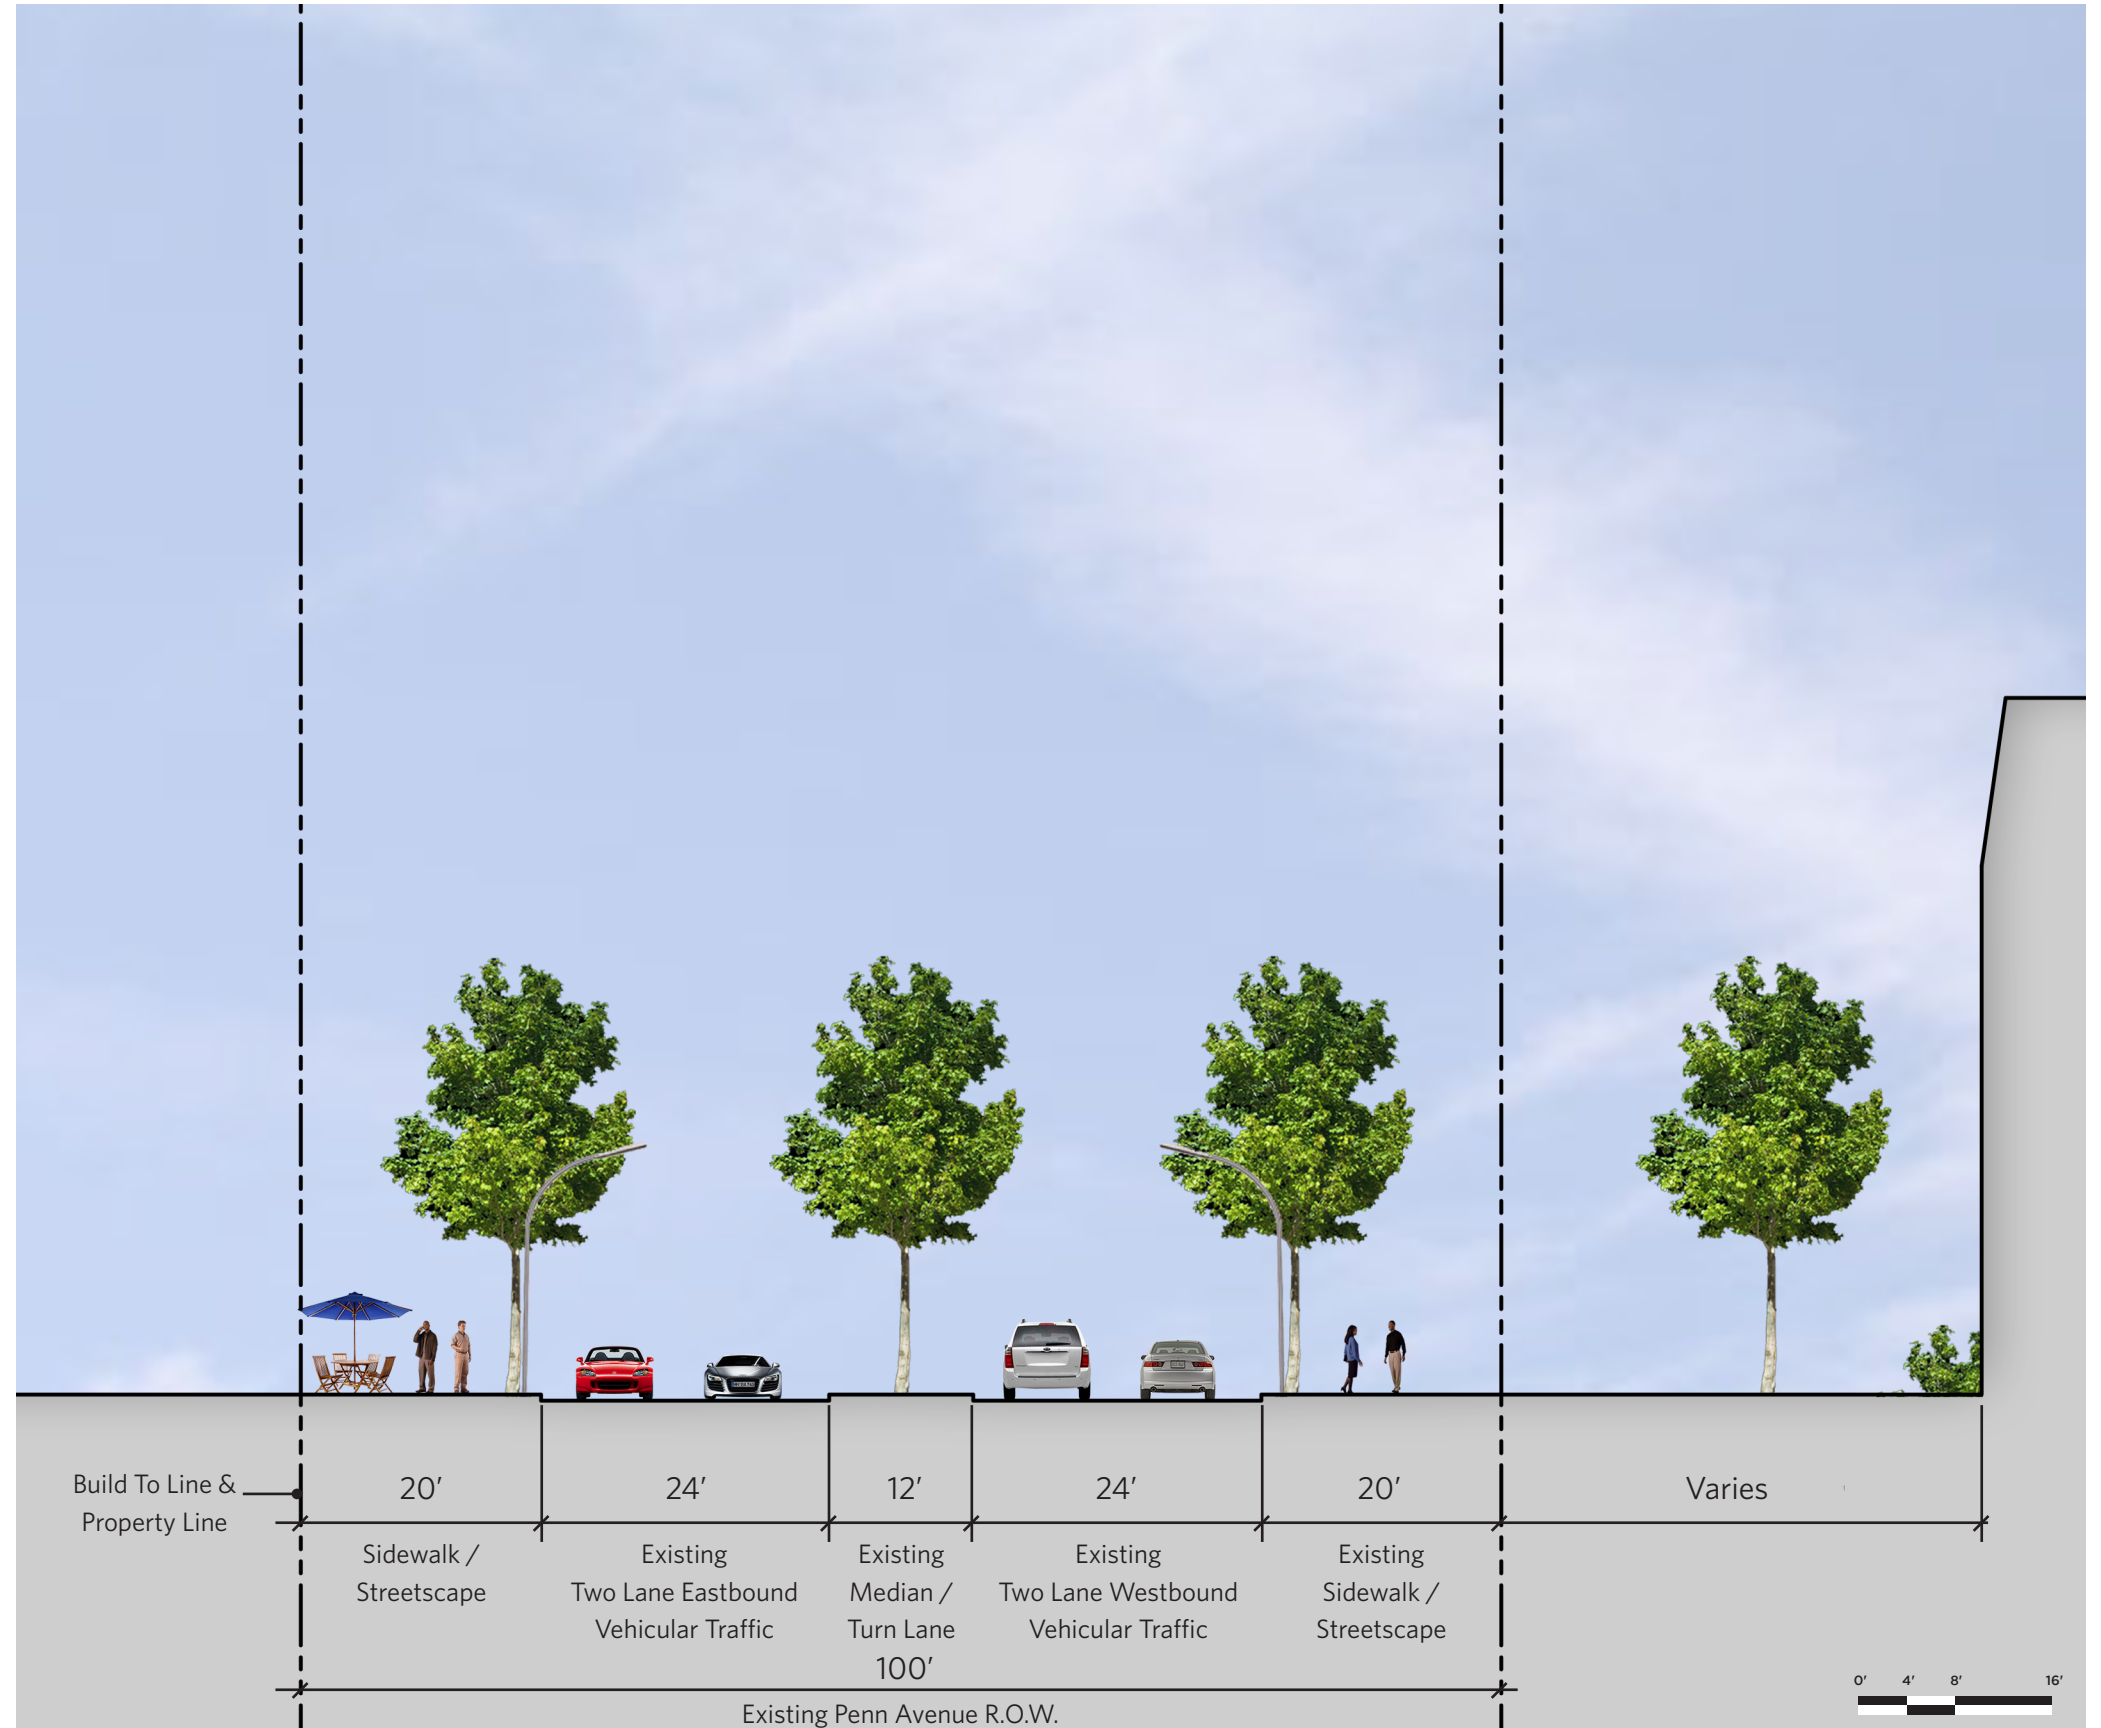 Build To Line &
Property Line
20′
24′
12′
24′
20′
Varies
Sidewalk /
Streetscape
Existing
Two Lane Eastbound
Vehicular Traffic
Existing
Median /
Turn Lane
Existing
Two Lane Westbound
Vehicular Traffic
Existing
Sidewalk /
Streetscape
100′
Existing Penn Avenue R.O.W.
0′ 4′ 8′ 16′